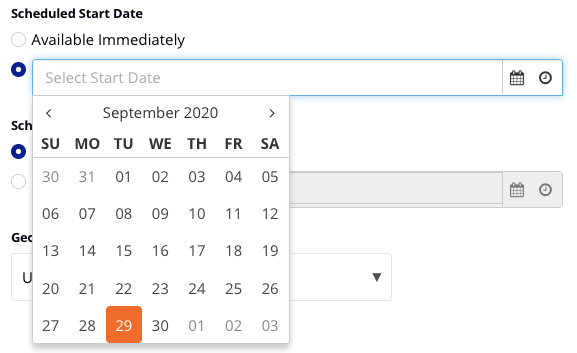 Scheduled Start Date
Available Immediately
Select Start Date
September 2020
SU MO TU WE TH FR SA
30 31 01 02 03 04 05
06 07 08 09 10 11 12
13 14 15 16 17 18 19
20 21 22 23 24 25 26
27 28 29 30 01 02 03